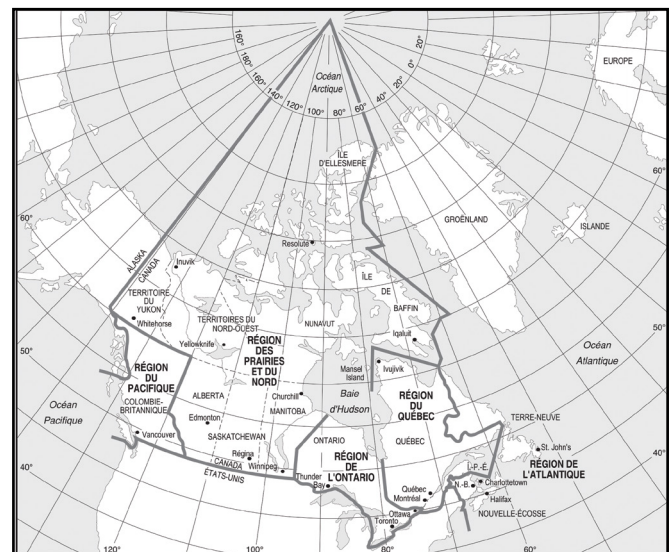 160°
180°
160°
140°
120°
100°
80°
60°
40°
20°
0°
20°
Océan
Arctique
EUROPE
ÎLE
D'ELLESMERE
60°
60°
GROËNLAND
ISLANDE
Resolute
ALASKA
CANADA
Inuvik
ÎLE
DE
BAFFIN
TERRITOIRE
DU
YUKON
Whitehorse
TERRITOIRES DU
NORD-OUEST
NUNAVUT
Iqaluit
50°
50°
Yellowknife
RÉGION
DES
PRAIRIES
ET DU
NORD
Mansel
Island
Ivujivik
Océan
Atlantique
RÉGION
DU
PACIFIQUE
COLOMBIE-
BRITANNIQUE
ALBERTA
Churchill
MANITOBA
Baie
d'Hudson
RÉGION
DU
QUÉBEC
Océan
Pacifique
Edmonton
TERRE-NEUVE
Vancouver
SASKATCHEWAN
ONTARIO
QUÉBEC
St. John's
40°
40°
Régina
Winnipeg
CANADA
ÉTATS-UNIS
RÉGION
DE
L'ONTARIO
Thunder
Bay
Î.-P.-É.
RÉGION DE
L'ATLANTIQUE
N.-B.
Charlottetown
Halifax
Québec
Montréal
Ottawa
Toronto
NOUVELLE-ÉCOSSE
120°
100°
80°
60°